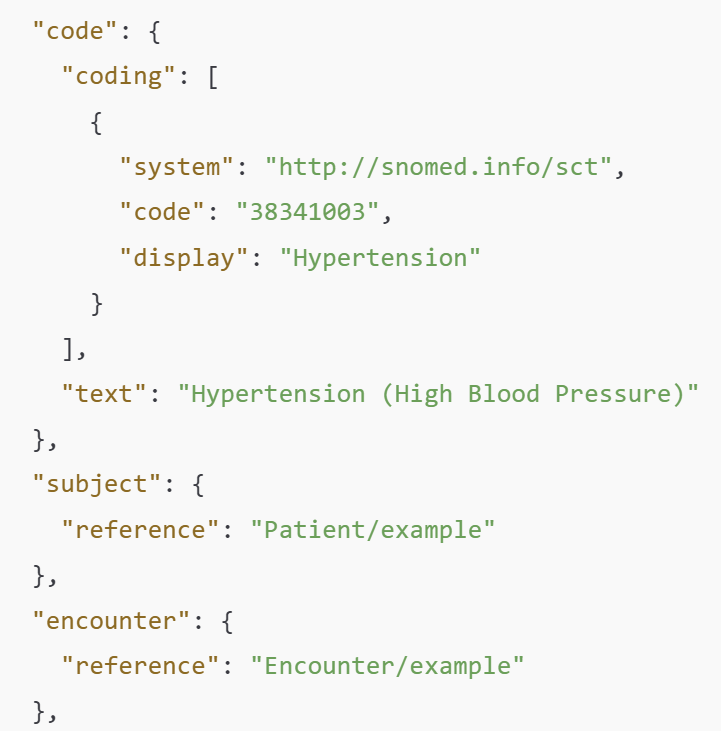 "code": {
"coding": [
{
"system": "http://snomed.info/sct",
"code": "38341003",
"display": "Hypertension"
}
],
"text": "Hypertension (High Blood Pressure)"
},
"subject": {
"reference": "Patient/example"
},
"encounter": {
"reference": "Encounter/example"
},